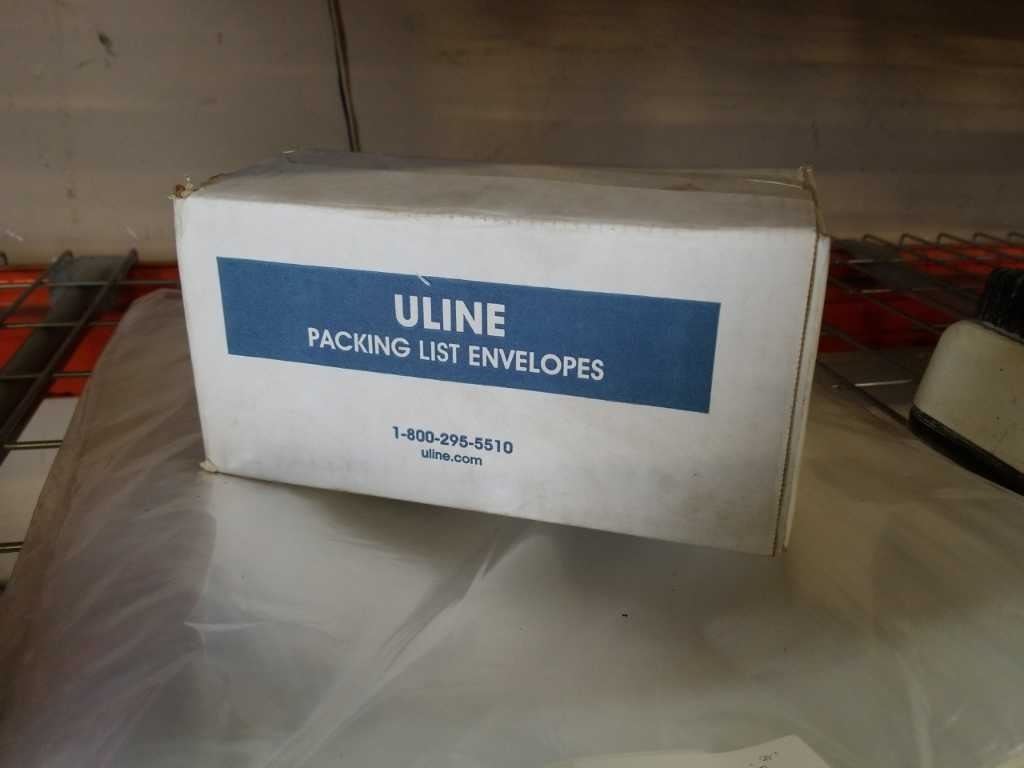 ULINE
PACKING LIST ENVELOPES
1-800-295-5510
uline.com